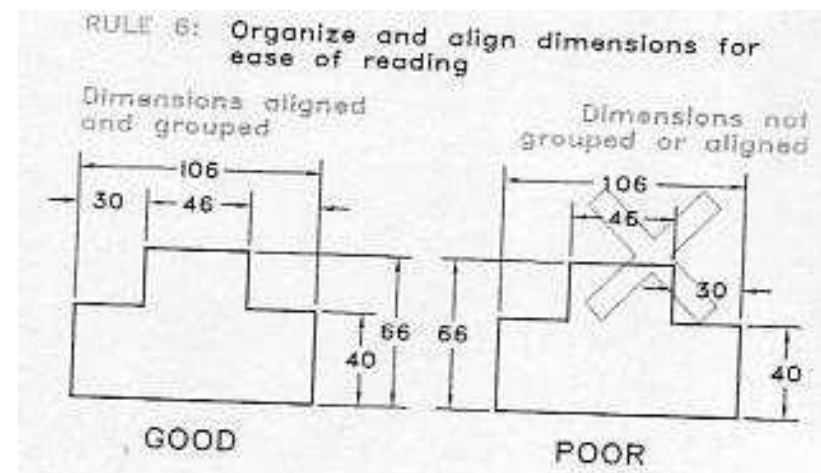 RULE 6: Organize and align dimensions for
ease of reading
Dimensions aligned
and grouped
106
30
46
66
40
GOOD
Dimensions not
grouped or aligned
106
46
30
66
40
POOR